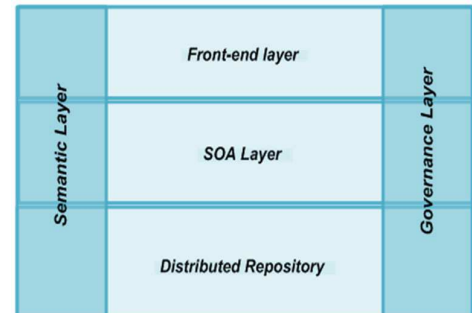 Semantic Layer
Front-end layer
SOA Layer
Distributed Repository
Governance Layer